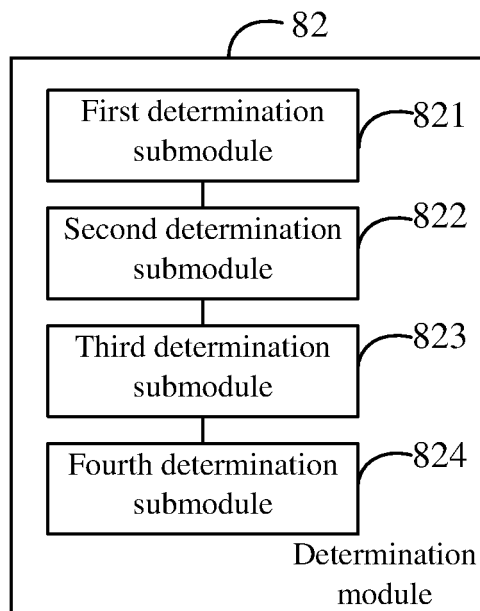 82
First determination
submodule
821
Second determination
submodule
822
Third determination
submodule
823
Fourth determination
submodule
824
Determination
module